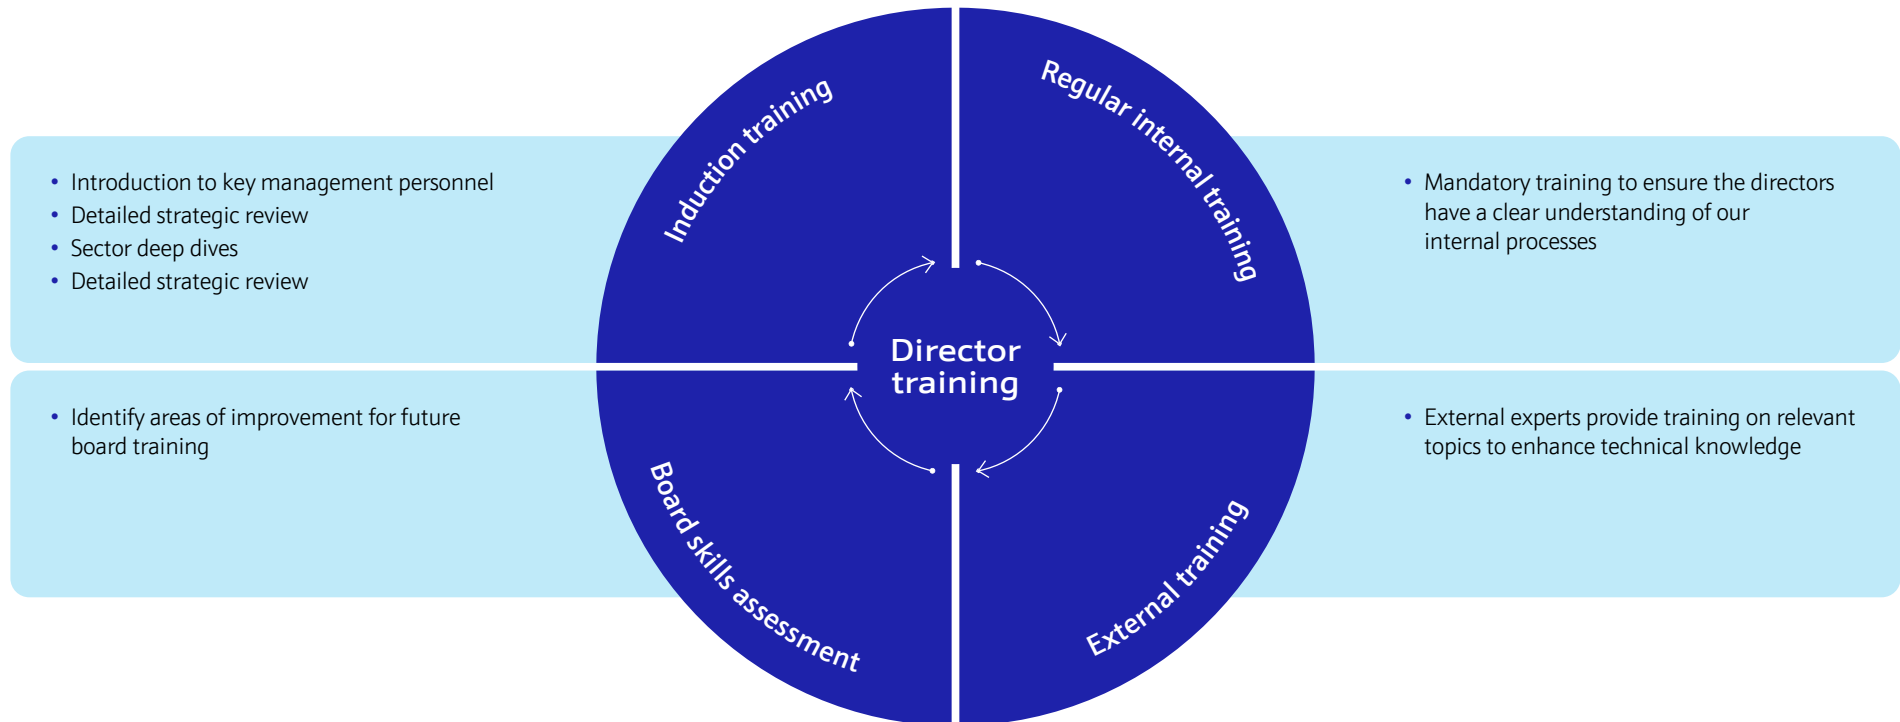 Induction training
• Introduction to key management personnel
• Detailed strategic review
• Sector deep dives
• Detailed strategic review
Regular internal training
• Mandatory training to ensure the directors
have a clear understanding of our
internal processes
Director
training
Board skills assessment
• Identify areas of improvement for future
board training
External training
• External experts provide training on relevant
topics to enhance technical knowledge